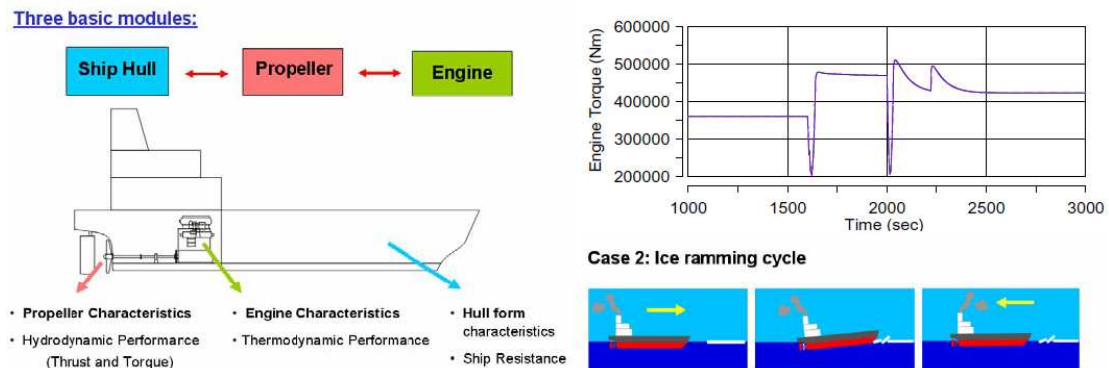 Three basic modules:
Ship Hull
Propeller
Engine
• Propeller Characteristics
• Hydrodynamic Performance
(Thrust and Torque)
• Engine Characteristics
• Thermodynamic Performance
• Hull form
characteristics
• Ship Resistance
600000
500000
400000
300000
200000
Engine Torque (Nm)
1000 1500 2000 2500 3000
Time (sec)
Case 2: Ice ramming cycle